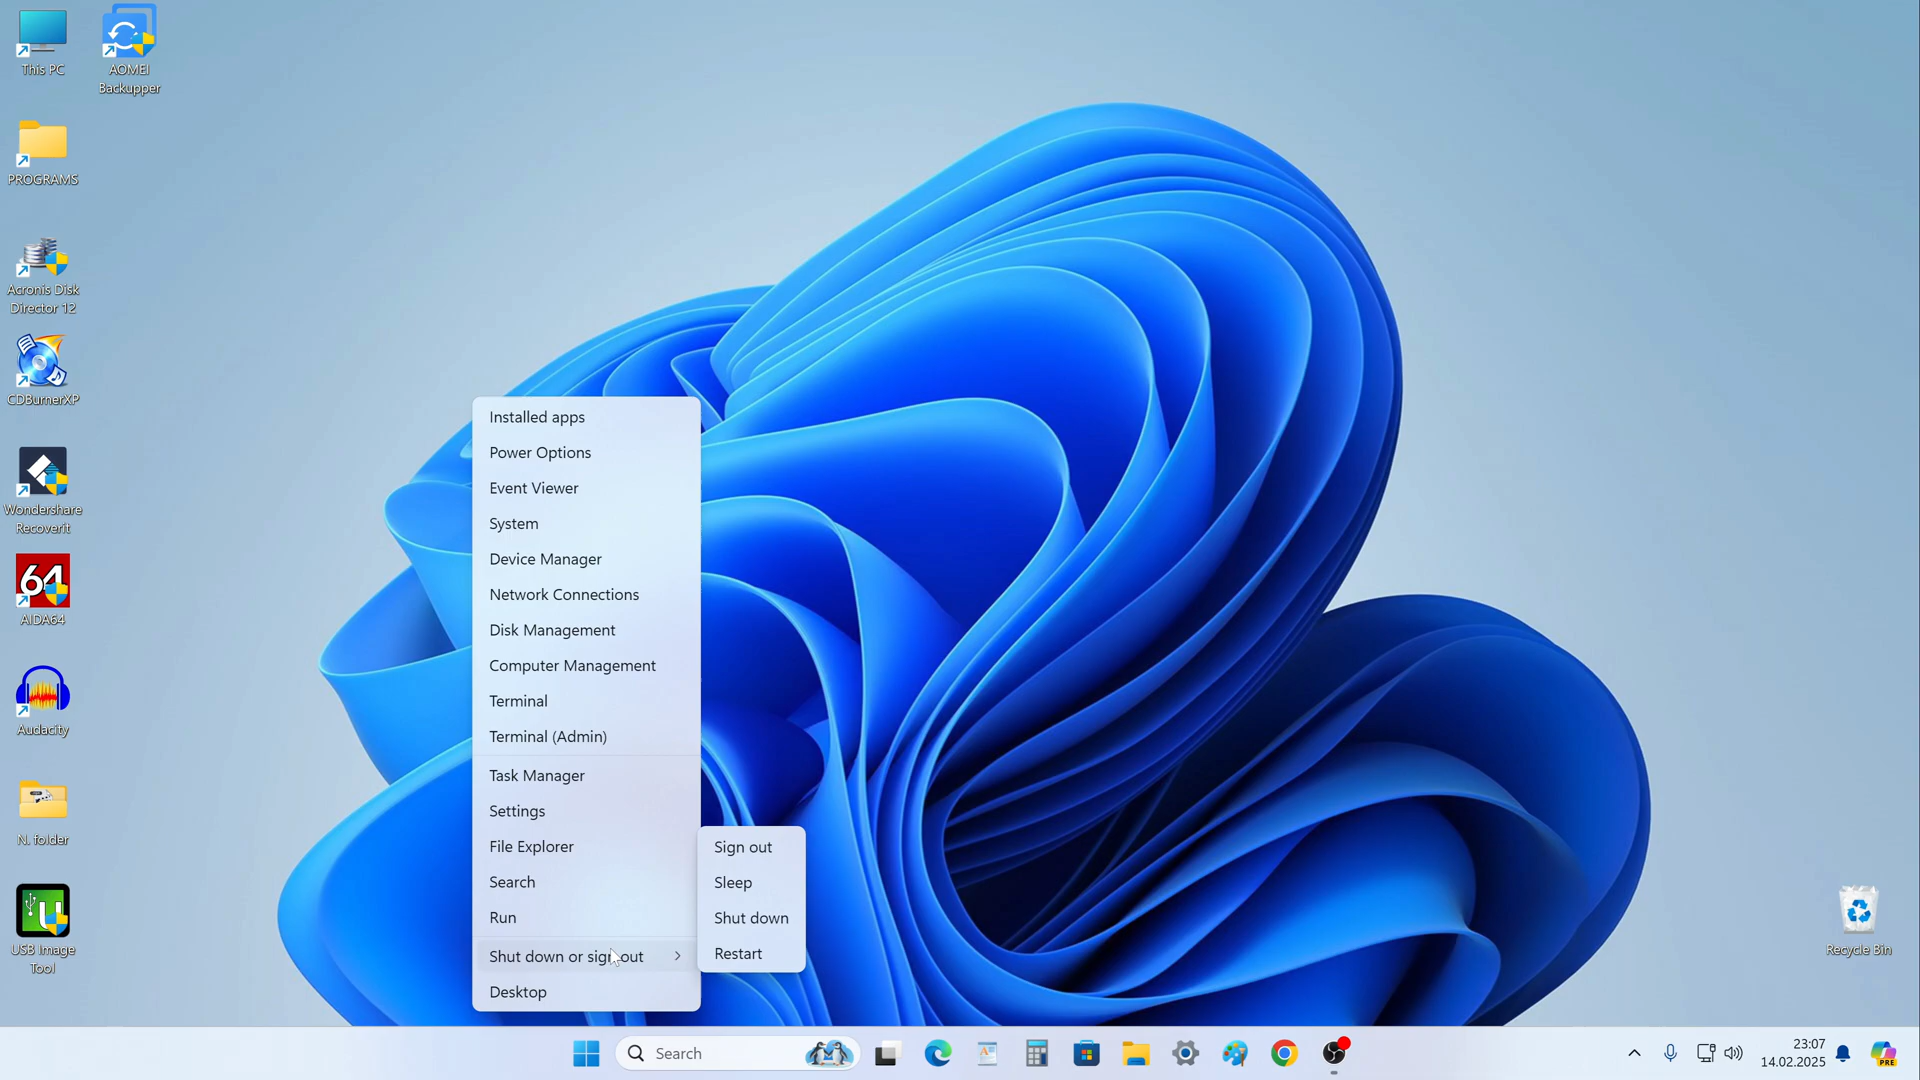 This PC
AOMEI
Backupper
PROGRAMS
Acronis Disk
Director 12
CDBurnerXP
Wondershare
Recoverit
64
AIDA64
Audacity
N. folder
USB Image
Tool
Installed apps
Power Options
Event Viewer
System
Device Manager
Network Connections
Disk Management
Computer Management
Terminal
Terminal (Admin)
Task Manager
Settings
File Explorer
Search
Run
Shut down or sign out
Desktop
Sign out
Sleep
Shut down
Restart
Recycle Bin
Search
23:07
14.02.2025
PRE